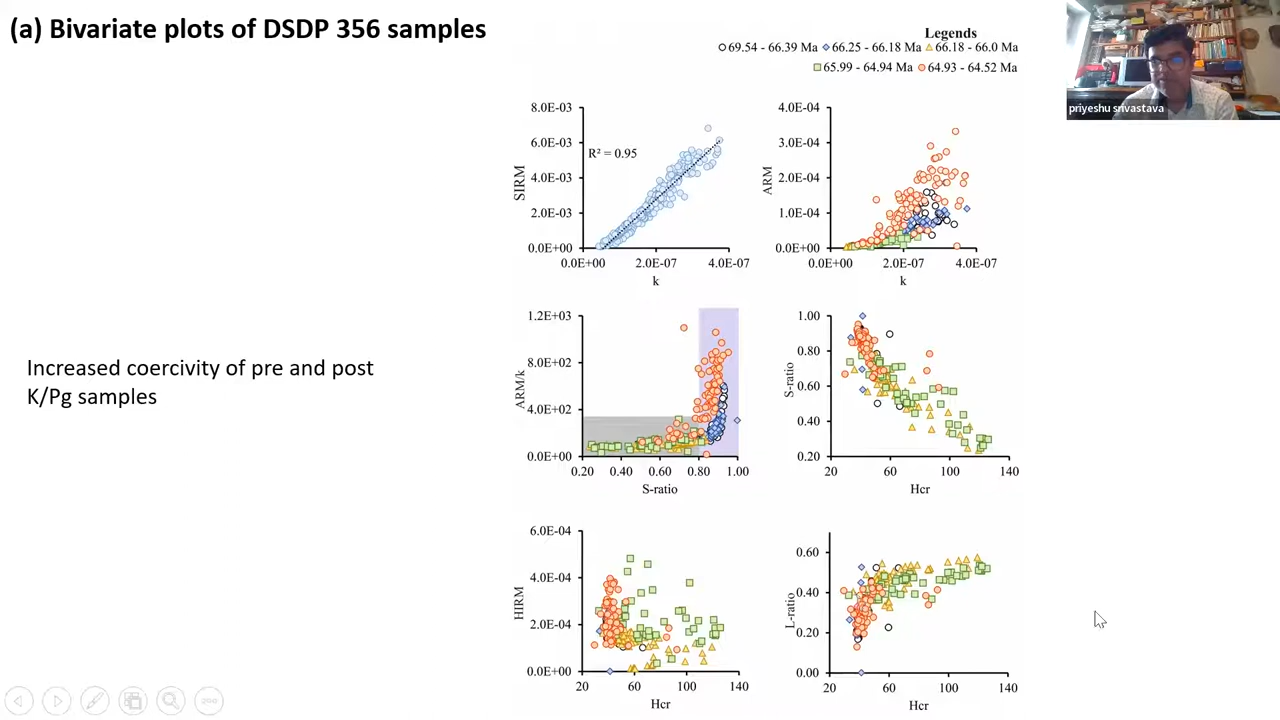 (a) Bivariate plots of DSDP 356 samples
Legends
69.54 - 66.39 Ma 66.25 - 66.18 Ma 66.18 - 66.0 Ma
65.99 - 64.94 Ma 64.93 - 64.52 Ma
priyeshu srivastava
8.0E-03
6.0E-03
4.0E-03
2.0E-03
0.0E+00
SIRM
R² = 0.95
0.0E+00 2.0E-07 4.0E-07
k
4.0E-04
3.0E-04
2.0E-04
1.0E-04
0.0E+00
ARM
0.0E+00 2.0E-07 4.0E-07
k
Increased coercivity of pre and post
K/Pg samples
1.2E+03
8.0E+02
4.0E+02
0.0E+00
ARM/k
0.20 0.40 0.60 0.80 1.00
S-ratio
1.00
0.80
0.60
0.40
0.20
S-ratio
20 60 100 140
Hcr
6.0E-04
4.0E-04
2.0E-04
0.0E+00
HIRM
20 60 100 140
Hcr
0.60
0.40
0.20
0.00
L-ratio
20 60 100 140
Hcr